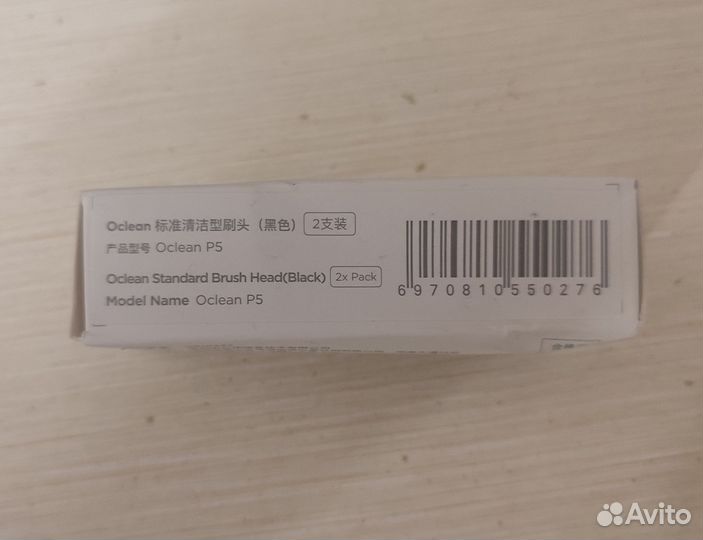 Oclean 标准清洁型刷头（黑色） 2支装
产品型号 Oclean P5
Oclean Standard Brush Head(Black) 2x Pack
Model Name Oclean P5
6970810550276
Avito